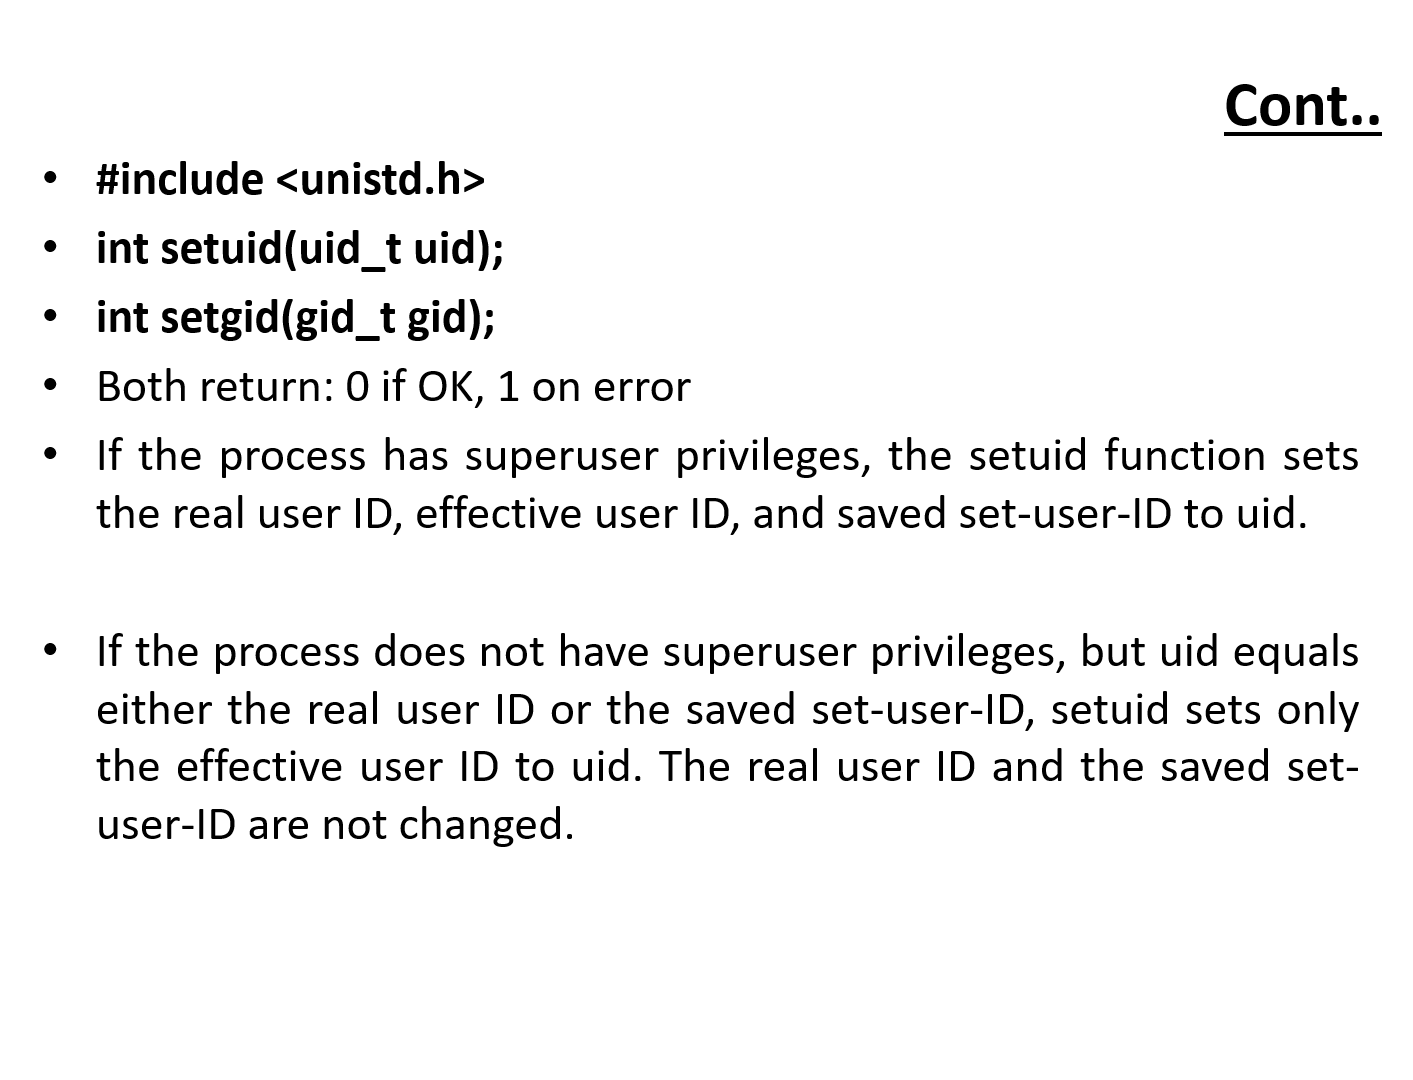 Cont..
• #include <unistd.h>
• int setuid(uid_t uid);
• int setgid(gid_t gid);
• Both return: 0 if OK, 1 on error
• If the process has superuser privileges, the setuid function sets
the real user ID, effective user ID, and saved set-user-ID to uid.
• If the process does not have superuser privileges, but uid equals
either the real user ID or the saved set-user-ID, setuid sets only
the effective user ID to uid. The real user ID and the saved set-
user-ID are not changed.